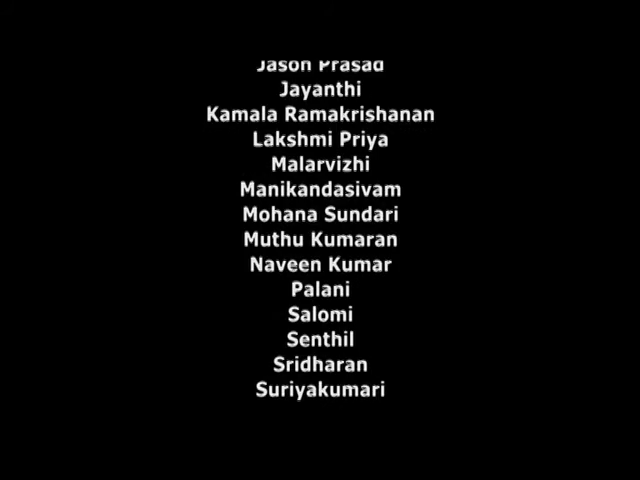 Jason Prasad
Jayanthi
Kamala Ramakrishanan
Lakshmi Priya
Malarvizhi
Manikandasivam
Mohana Sundari
Muthu Kumaran
Naveen Kumar
Palani
Salomi
Senthil
Sridharan
Suriyakumari